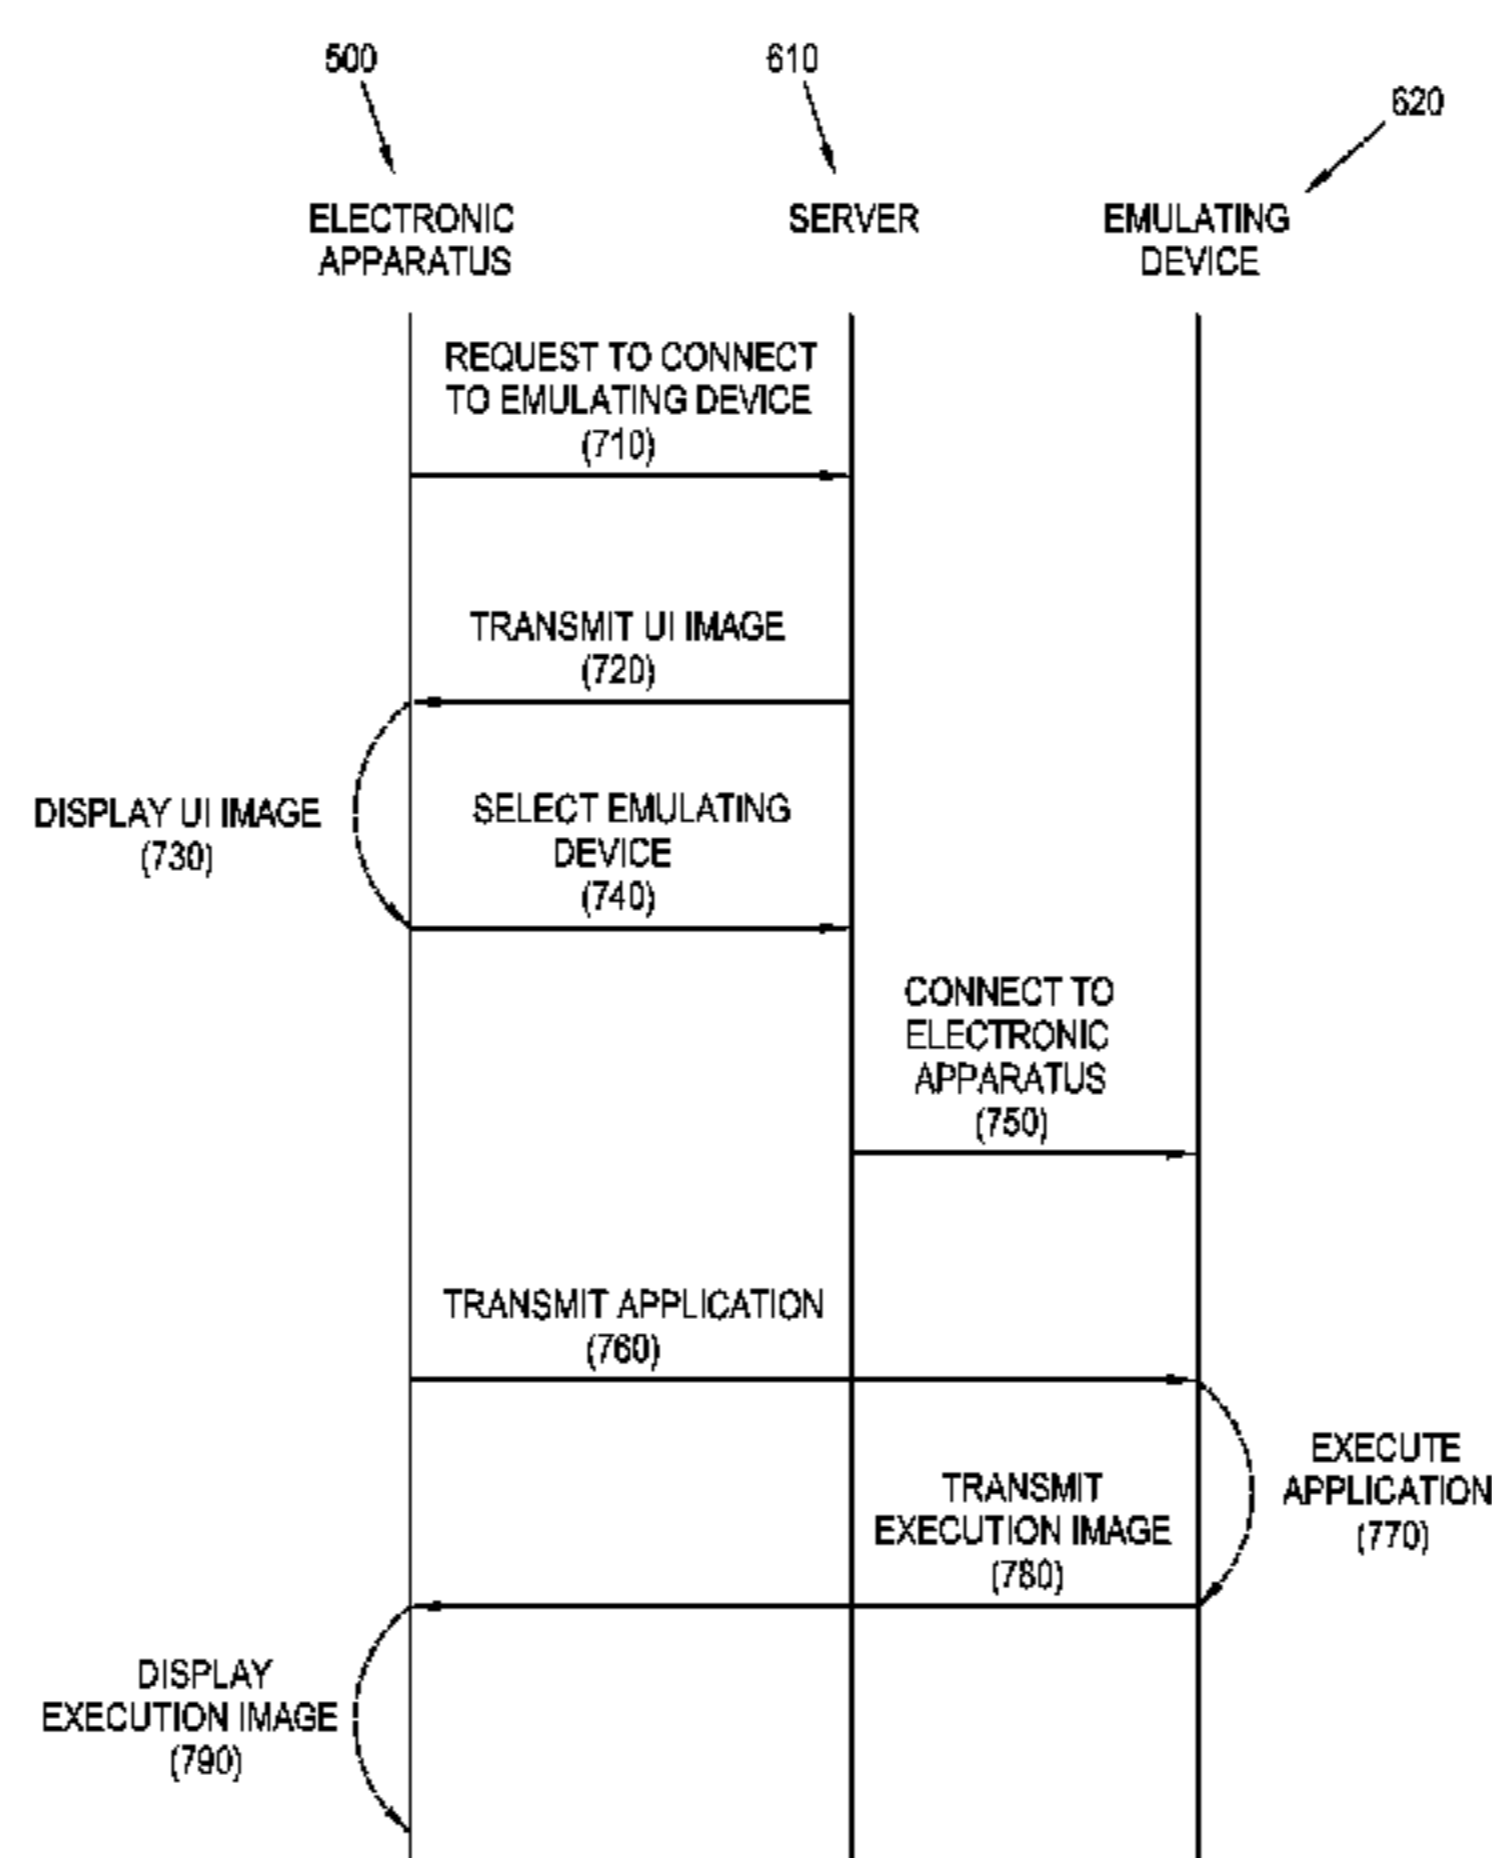 500
610
620
ELECTRONIC
APPARATUS
SERVER
EMULATING
DEVICE
REQUEST TO CONNECT
TO EMULATING DEVICE
(710)
TRANSMIT UI IMAGE
(720)
DISPLAY UI IMAGE
(730)
SELECT EMULATING
DEVICE
(740)
CONNECT TO
ELECTRONIC
APPARATUS
(750)
TRANSMIT APPLICATION
(760)
EXECUTE
APPLICATION
(770)
TRANSMIT
EXECUTION IMAGE
(780)
DISPLAY
EXECUTION IMAGE
(790)